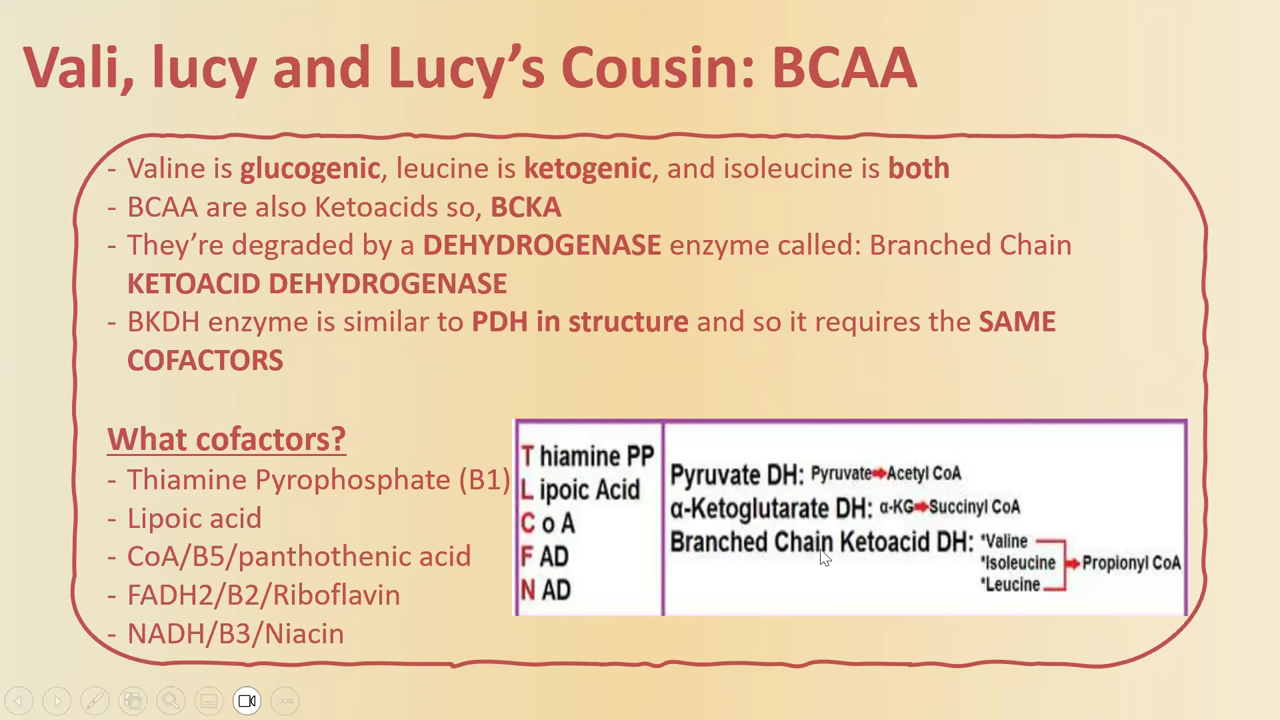 Vali, lucy and Lucy’s Cousin: BCAA
- Valine is glucogenic, leucine is ketogenic, and isoleucine is both
- BCAA are also Ketoacids so, BCKA
- They’re degraded by a DEHYDROGENASE enzyme called: Branched Chain
KETOACID DEHYDROGENASE
- BKDH enzyme is similar to PDH in structure and so it requires the SAME
COFACTORS
What cofactors?
- Thiamine Pyrophosphate (B1)
- Lipoic acid
- CoA/B5/panthothenic acid
- FADH2/B2/Riboflavin
- NADH/B3/Niacin
T hiamine PP
L ipoic Acid
C o A
F AD
N AD
Pyruvate DH: Pyruvate➡Acetyl CoA
α-Ketoglutarate DH: α-KG➡Succinyl CoA
Branched Chain Ketoacid DH: *Valine
*Isoleucine ➡Propionyl CoA
*Leucine